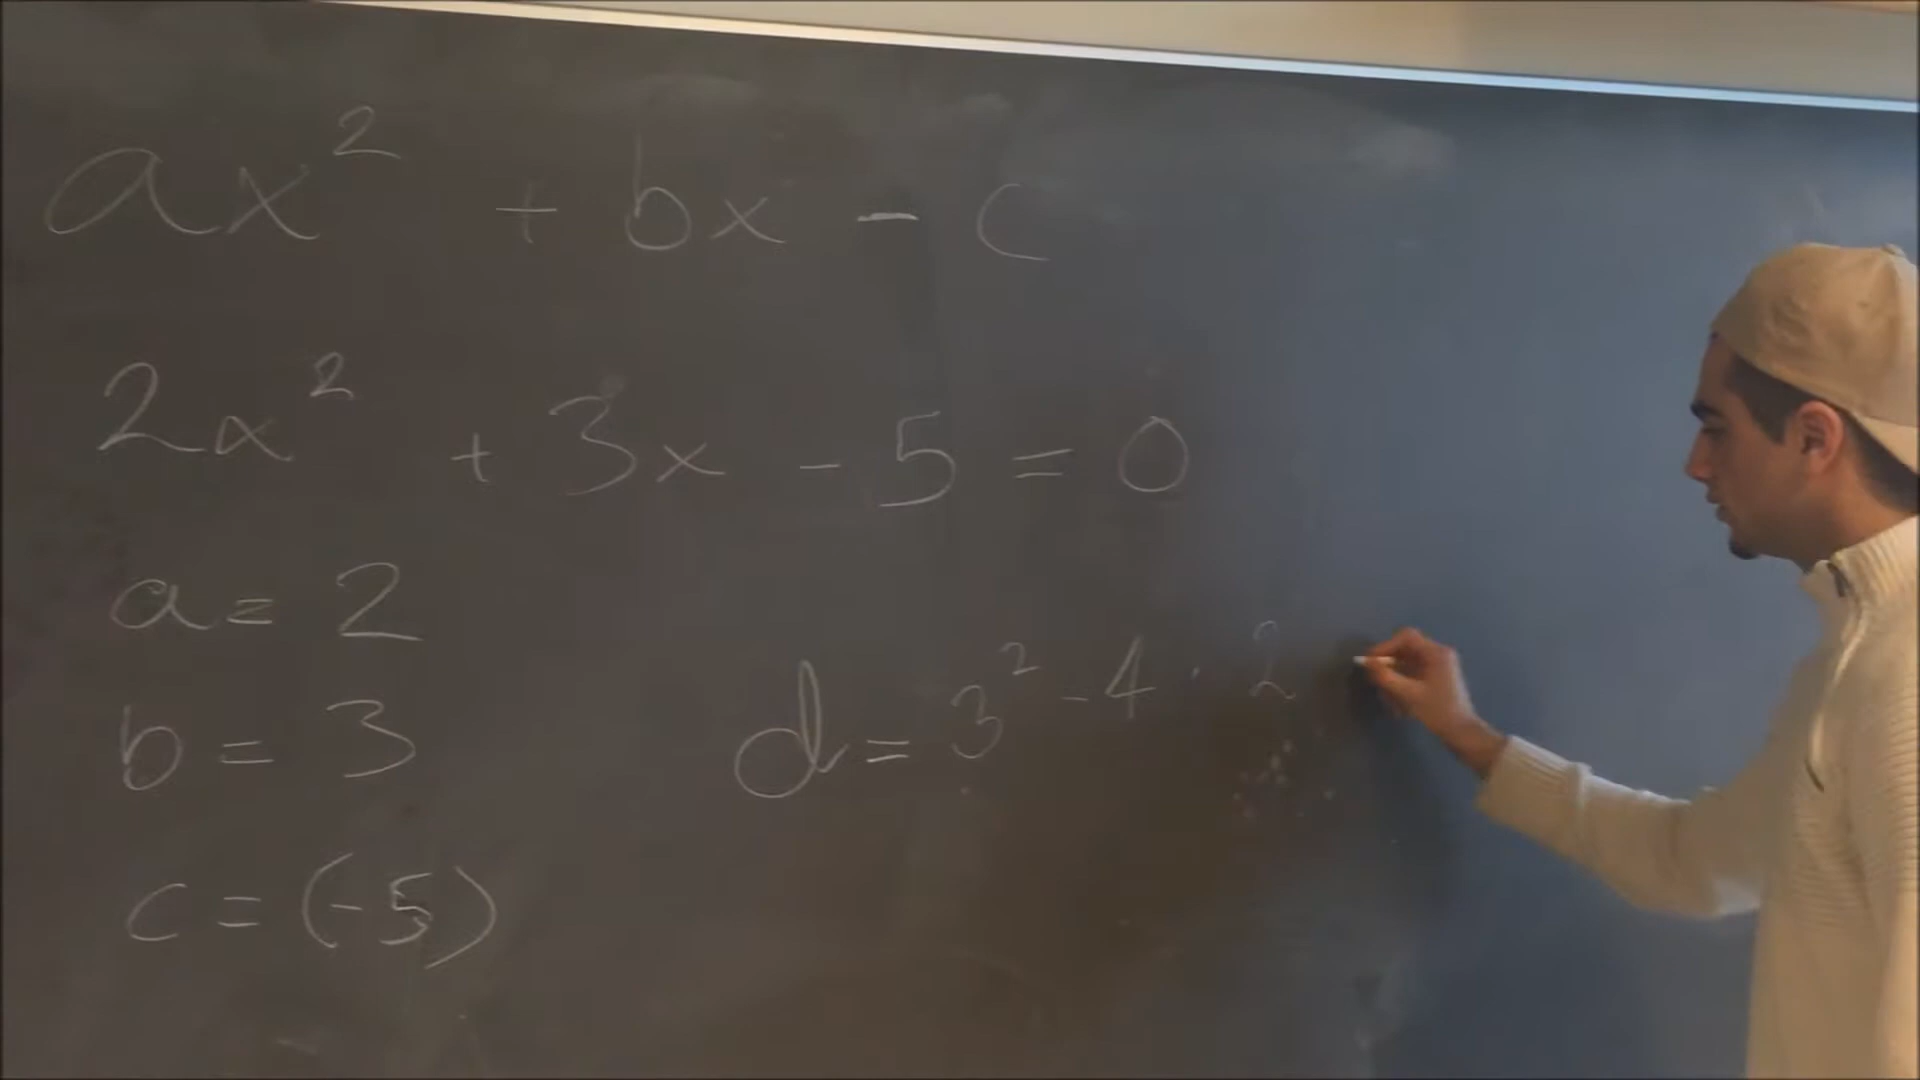 ax² + bx - c
2x² + 3x - 5 = 0
a = 2
b = 3
d = 3² - 4 · 2
c = (-5)